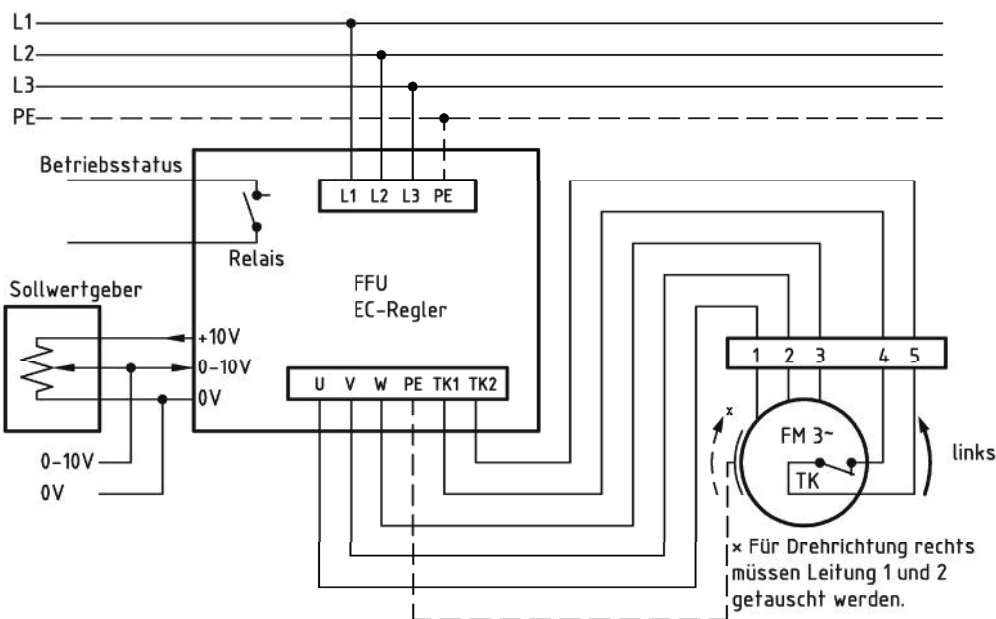 L1
L2
L3
PE
Betriebsstatus
L1 L2 L3 PE
Relais
Sollwertgeber
FFU
EC-Regler
+10V
0-10V
0V
U V W PE TK1 TK2
0-10V
0V
1 2 3 4 5
x
FM 3~
TK
links
x Für Drehrichtung rechts
müssen Leitung 1 und 2
getauscht werden.